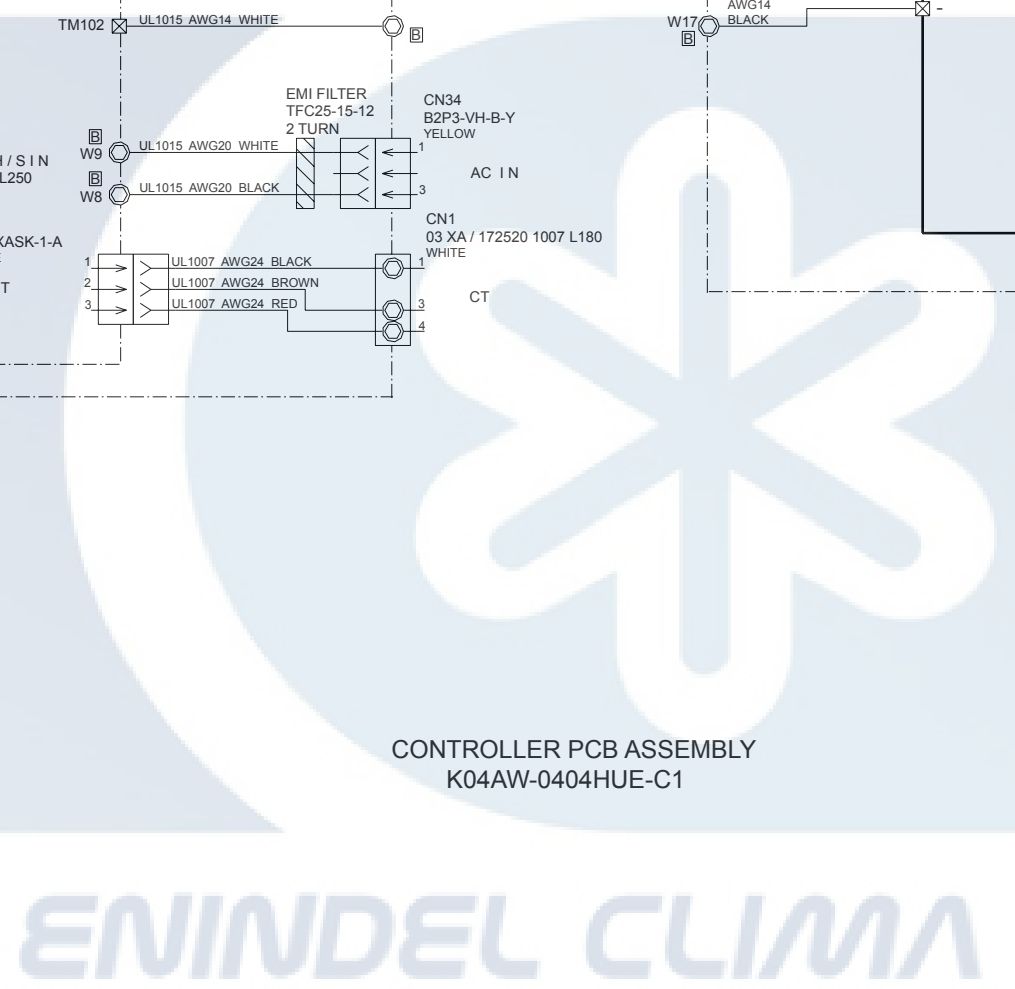 AWG14
TM102 UL1015 AWG14 WHITE
W17 BLACK -
B
B
EMI FILTER
TFC25-15-12
2 TURN
CN34
B2P3-VH-B-Y
YELLOW
B
W9 UL1015 AWG20 WHITE 1
H / S I N
L250
AC I N
B
W8 UL1015 AWG20 BLACK 3
CN1
03 XA / 172520 1007 L180
WHITE
XASK-1-A
1 UL1007 AWG24 BLACK 1
2 UL1007 AWG24 BROWN
T
CT
3 UL1007 AWG24 RED 3
4
CONTROLLER PCB ASSEMBLY
K04AW-0404HUE-C1
ENINDEL CLIMA